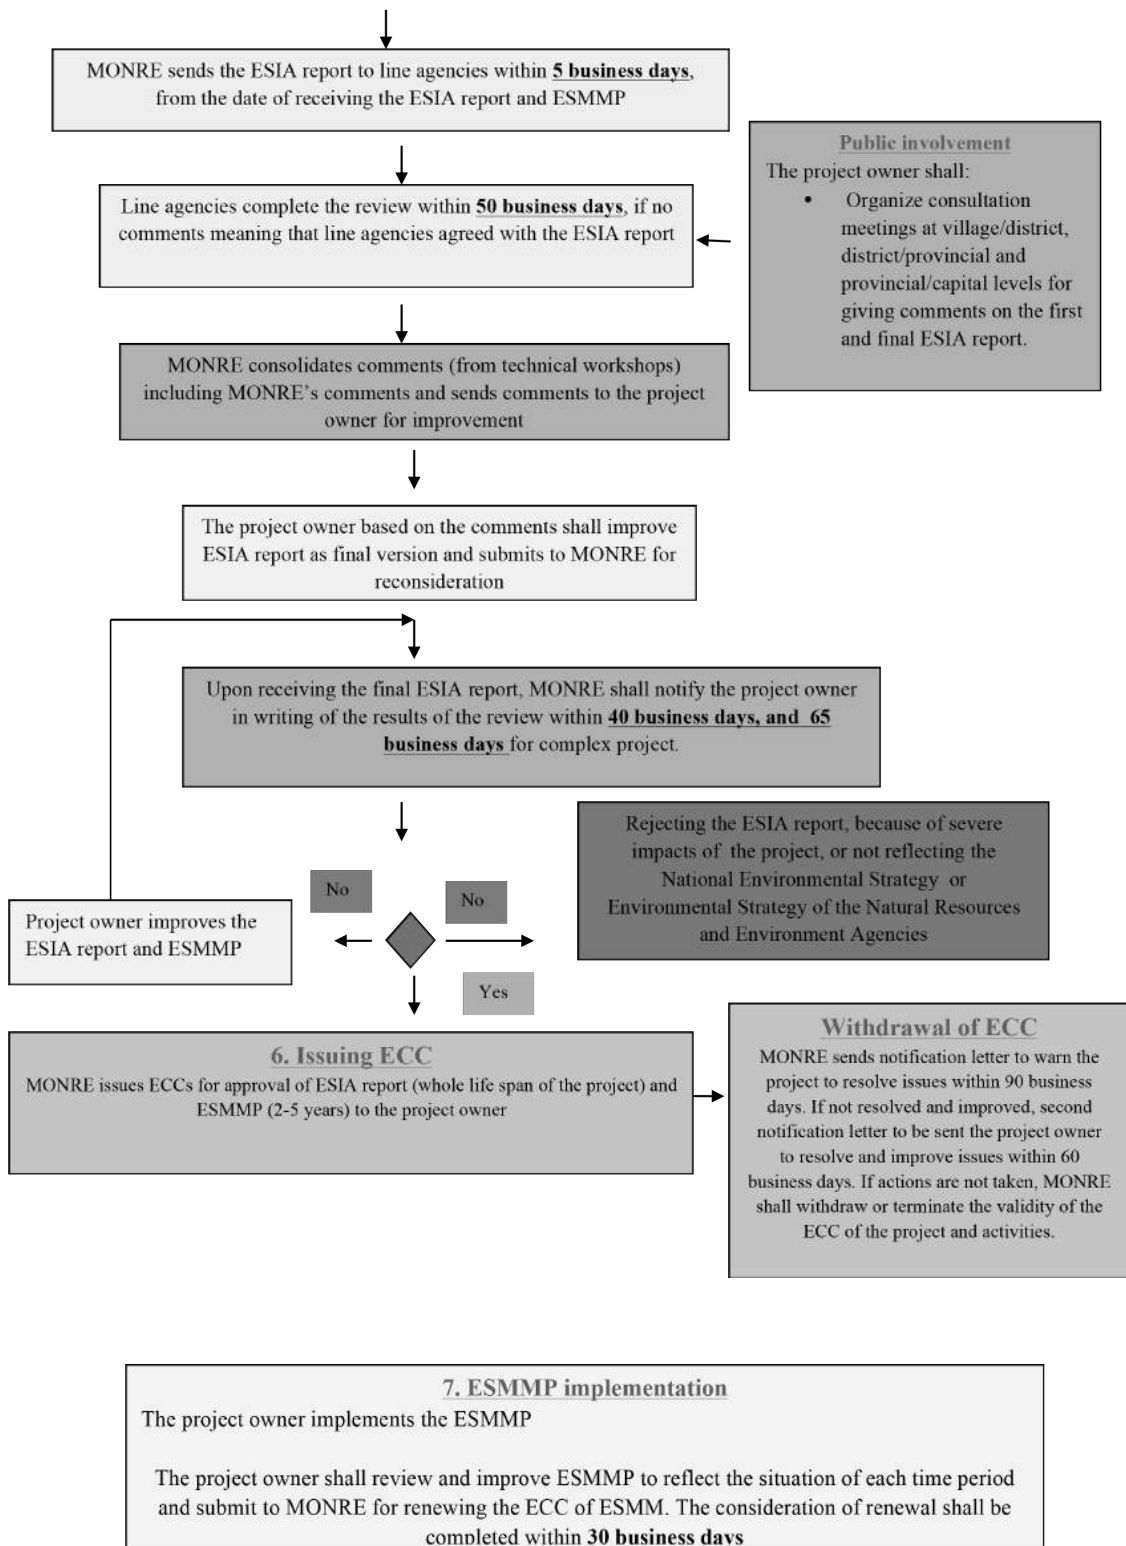 MONRE sends the ESIA report to line agencies within 5 business days,
from the date of receiving the ESIA report and ESMMP
Public involvement
The project owner shall:
• Organize consultation
meetings at village/district,
district/provincial and
provincial/capital levels for
giving comments on the first
and final ESIA report.
Line agencies complete the review within 50 business days, if no
comments meaning that line agencies agreed with the ESIA report
MONRE consolidates comments (from technical workshops)
including MONRE's comments and sends comments to the project
owner for improvement
The project owner based on the comments shall improve
ESIA report as final version and submits to MONRE for
reconsideration
Upon receiving the final ESIA report, MONRE shall notify the project owner
in writing of the results of the review within 40 business days, and 65
business days for complex project.
Rejecting the ESIA report, because of severe
impacts of the project, or not reflecting the
National Environmental Strategy or
Environmental Strategy of the Natural Resources
and Environment Agencies
No
No
Project owner improves the
ESIA report and ESMMP
Yes
6. Issuing ECC
MONRE issues ECCs for approval of ESIA report (whole life span of the project) and
ESMMP (2-5 years) to the project owner
Withdrawal of ECC
MONRE sends notification letter to warn the
project to resolve issues within 90 business
days. If not resolved and improved, second
notification letter to be sent the project owner
to resolve and improve issues within 60
business days. If actions are not taken, MONRE
shall withdraw or terminate the validity of the
ECC of the project and activities.
7. ESMMP implementation
The project owner implements the ESMMP
The project owner shall review and improve ESMMP to reflect the situation of each time period
and submit to MONRE for renewing the ECC of ESMM. The consideration of renewal shall be
completed within 30 business days